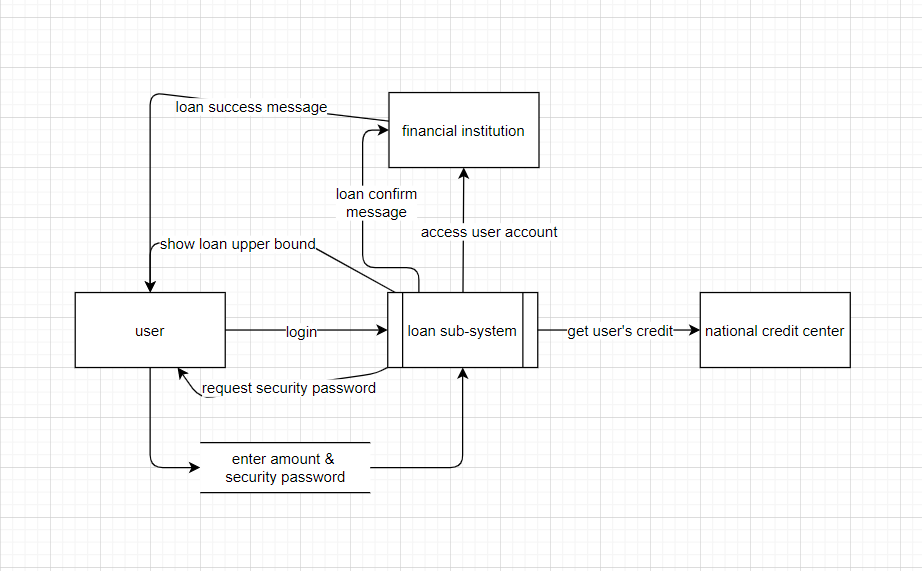 loan success message
financial institution
loan confirm
message
access user account
show loan upper bound
user
login
loan sub-system
get user's credit
national credit center
request security password
enter amount &
security password